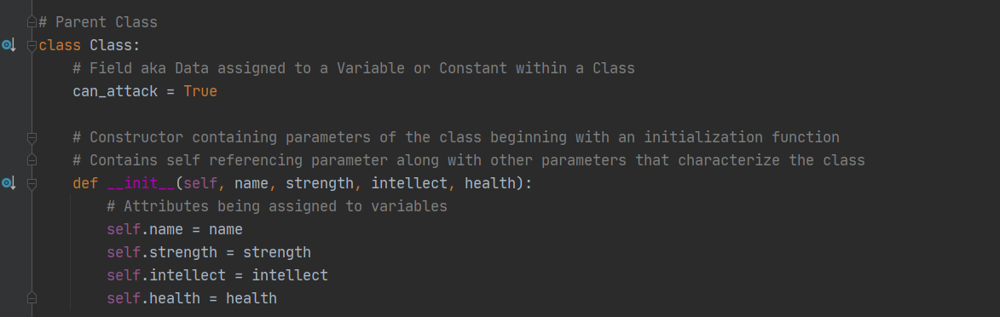 # Parent Class
class Class:
    # Field aka Data assigned to a Variable or Constant within a Class
    can_attack = True

    # Constructor containing parameters of the class beginning with an initialization function
    # Contains self referencing parameter along with other parameters that characterize the class
    def __init__(self, name, strength, intellect, health):
        # Attributes being assigned to variables
        self.name = name
        self.strength = strength
        self.intellect = intellect
        self.health = health